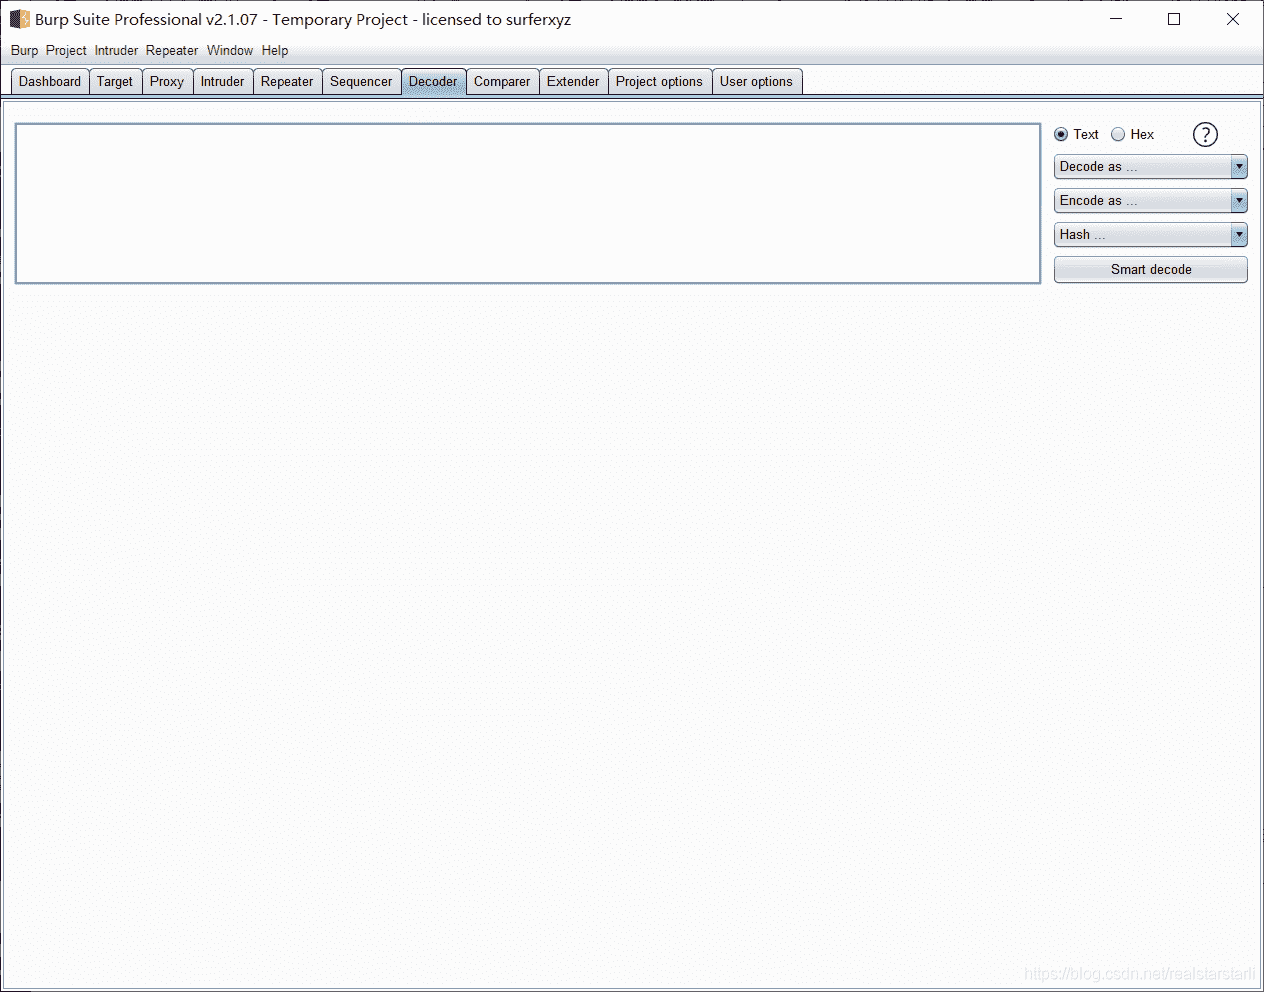 Burp Suite Professional v2.1.07 - Temporary Project - licensed to surferxyz
Burp Project Intruder Repeater Window Help
Dashboard Target Proxy Intruder Repeater Sequencer Decoder Comparer Extender Project options User options
Text Hex ?
Decode as ...
Encode as ...
Hash ...
Smart decode
https://blog.csdn.net/realstarstarli